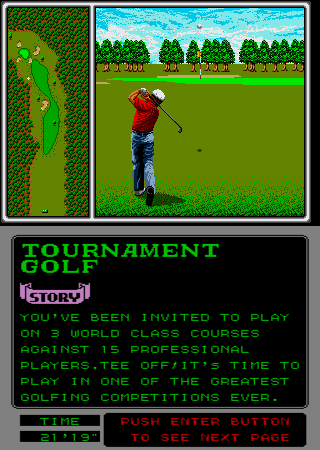 TOURNAMENT
GOLF
STORY
YOU'VE BEEN INVITED TO PLAY
ON 3 WORLD CLASS COURSES
AGAINST 15 PROFESSIONAL
PLAYERS.TEE OFF,IT'S TIME TO
PLAY IN ONE OF THE GREATEST
GOLFING COMPETITIONS EVER.
TIME
21'19"
PUSH ENTER BUTTON
TO SEE NEXT PAGE